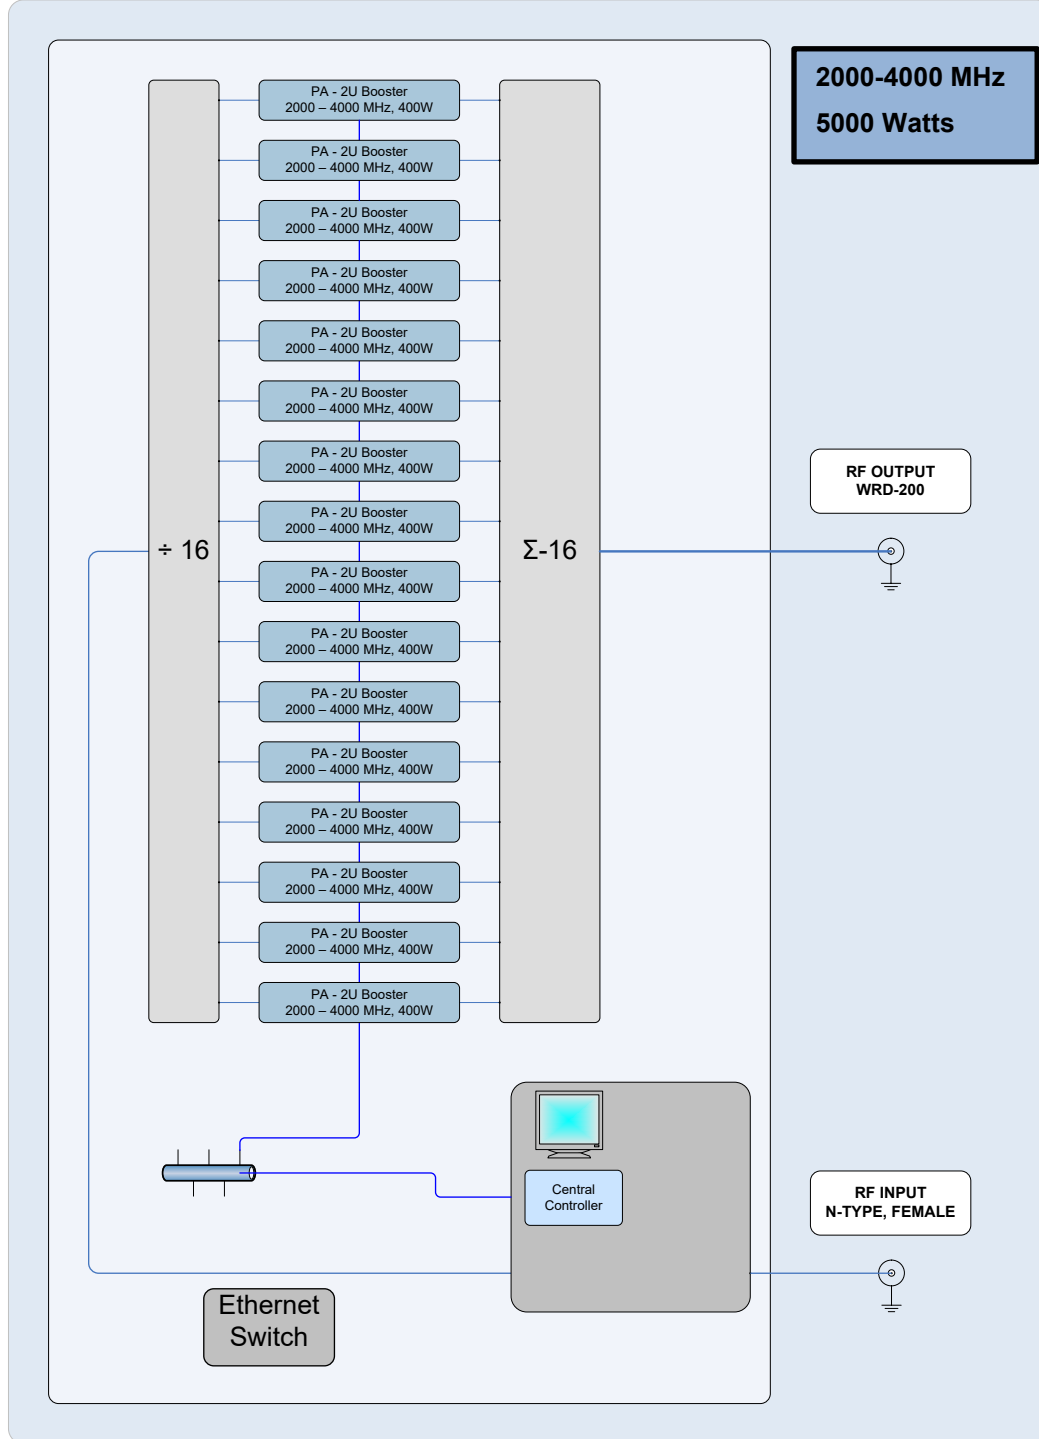 2000-4000 MHz
5000 Watts
PA - 2U Booster
2000 – 4000 MHz, 400W
PA - 2U Booster
2000 – 4000 MHz, 400W
PA - 2U Booster
2000 – 4000 MHz, 400W
PA - 2U Booster
2000 – 4000 MHz, 400W
PA - 2U Booster
2000 – 4000 MHz, 400W
PA - 2U Booster
2000 – 4000 MHz, 400W
PA - 2U Booster
2000 – 4000 MHz, 400W
PA - 2U Booster
2000 – 4000 MHz, 400W
PA - 2U Booster
2000 – 4000 MHz, 400W
PA - 2U Booster
2000 – 4000 MHz, 400W
PA - 2U Booster
2000 – 4000 MHz, 400W
PA - 2U Booster
2000 – 4000 MHz, 400W
PA - 2U Booster
2000 – 4000 MHz, 400W
PA - 2U Booster
2000 – 4000 MHz, 400W
PA - 2U Booster
2000 – 4000 MHz, 400W
PA - 2U Booster
2000 – 4000 MHz, 400W
÷ 16
Σ-16
RF OUTPUT
WRD-200
Central
Controller
RF INPUT
N-TYPE, FEMALE
Ethernet
Switch